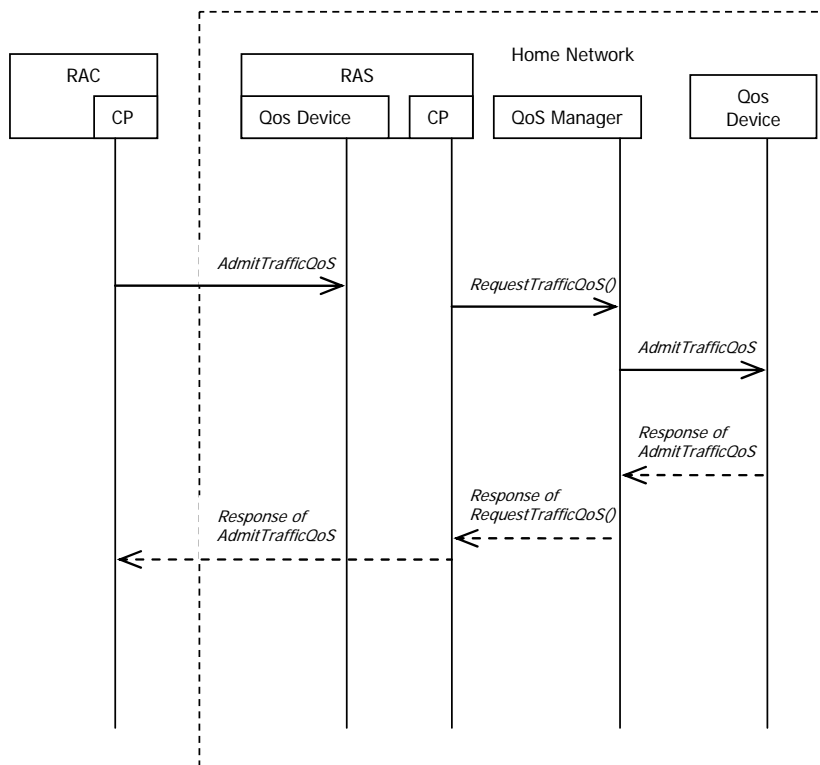 Home Network
RAC
CP
RAS
Qos Device
CP
QoS Manager
Qos
Device
AdmitTrafficQoS
RequestTrafficQoS()
AdmitTrafficQoS
Response of
AdmitTrafficQoS
Response of
RequestTrafficQoS()
Response of
AdmitTrafficQoS